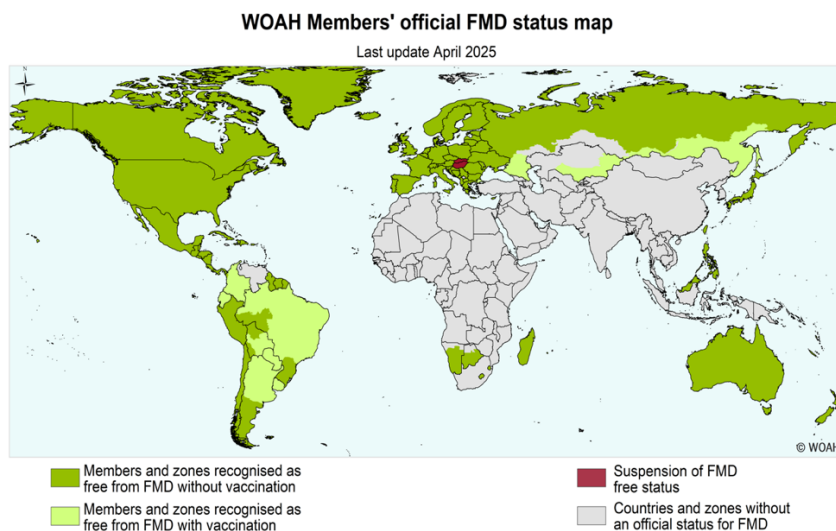 WOAH Members' official FMD status map
Last update April 2025
© WOAH
Members and zones recognised as
free from FMD without vaccination
Members and zones recognised as
free from FMD with vaccination
Suspension of FMD
free status
Countries and zones without
an official status for FMD